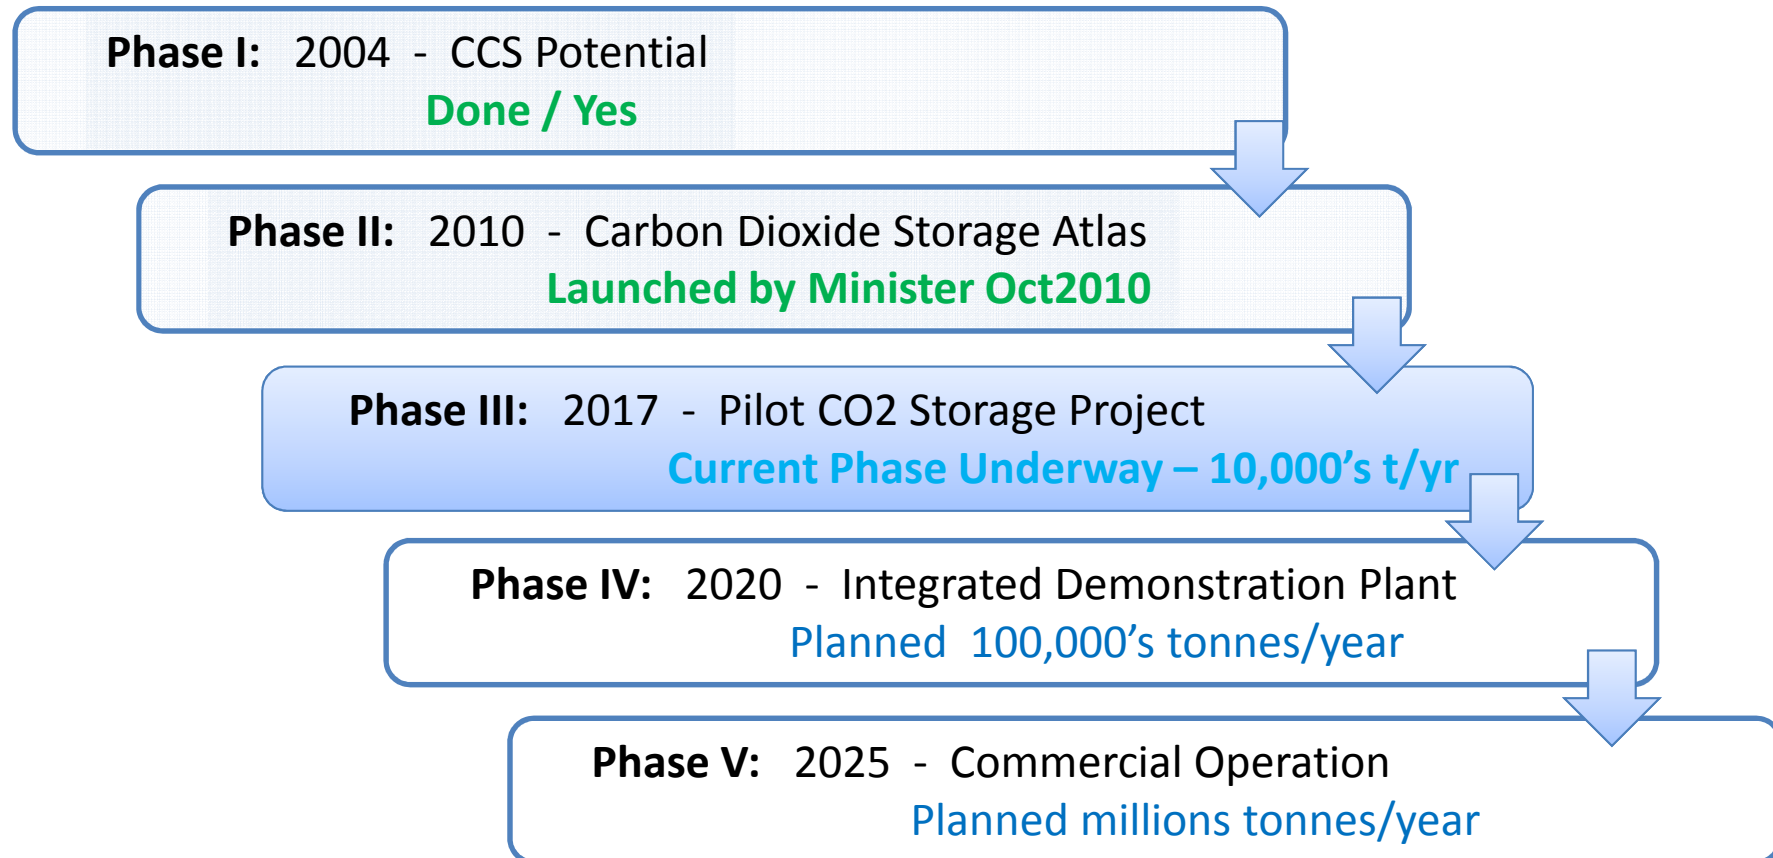 Phase I: 2004 - CCS Potential
Done / Yes
Phase II: 2010 - Carbon Dioxide Storage Atlas
Launched by Minister Oct2010
Phase III: 2017 - Pilot CO2 Storage Project
Current Phase Underway – 10,000’s t/yr
Phase IV: 2020 - Integrated Demonstration Plant
Planned 100,000’s tonnes/year
Phase V: 2025 - Commercial Operation
Planned millions tonnes/year